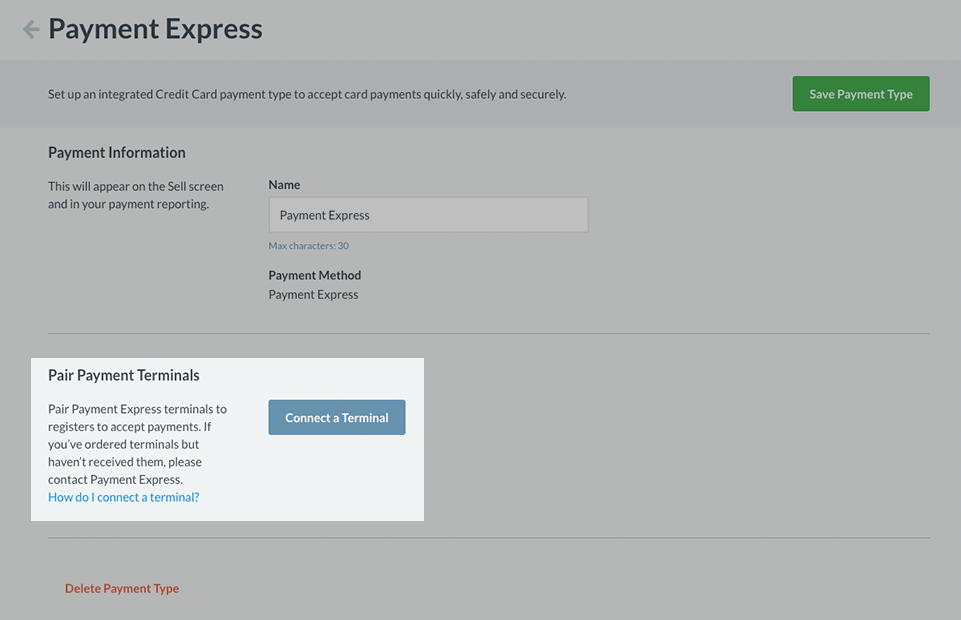 Payment Express
Set up an integrated Credit Card payment type to accept card payments quickly, safely and securely.
Save Payment Type
Payment Information
This will appear on the Sell screen
and in your payment reporting.
Name
Payment Express
Max characters: 30
Payment Method
Payment Express
Pair Payment Terminals
Pair Payment Express terminals to
registers to accept payments. If
you've ordered terminals but
haven't received them, please
contact Payment Express.
How do I connect a terminal?
Connect a Terminal
Delete Payment Type